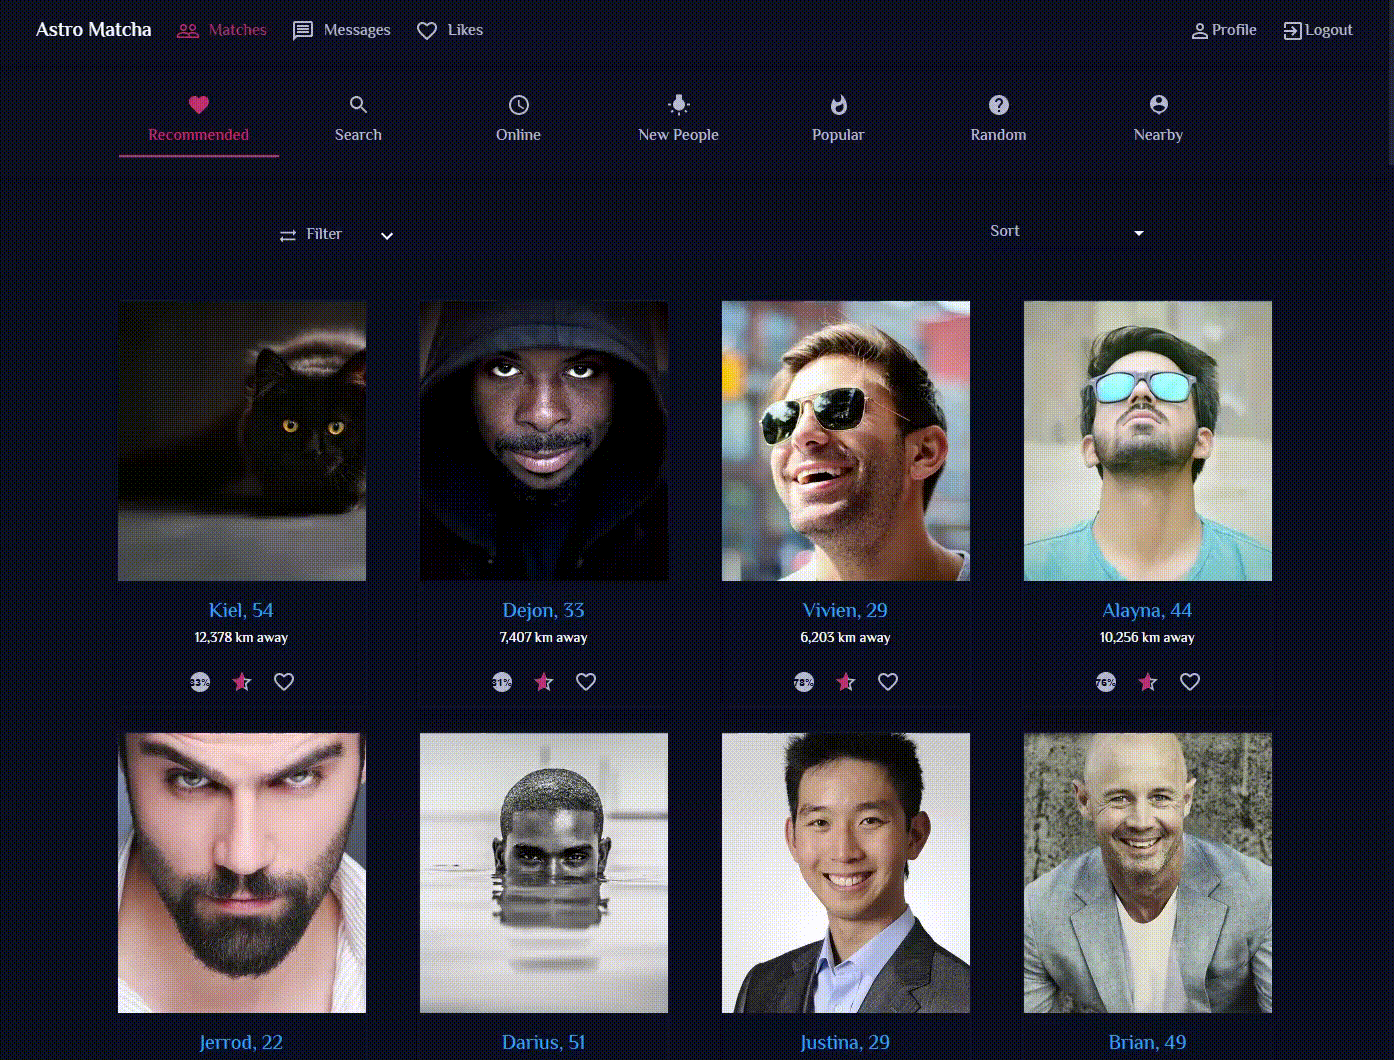 Astro Matcha Matches Messages Likes Profile Logout
Recommended Search Online New People Popular Random Nearby
Filter Sort
Kiel, 54 Dejon, 33 Vivien, 29 Alayna, 44
12,378 km away 7,407 km away 6,203 km away 10,256 km away
83% 81% 78% 76%
Jerrod, 22 Darius, 51 Justina, 29 Brian, 49